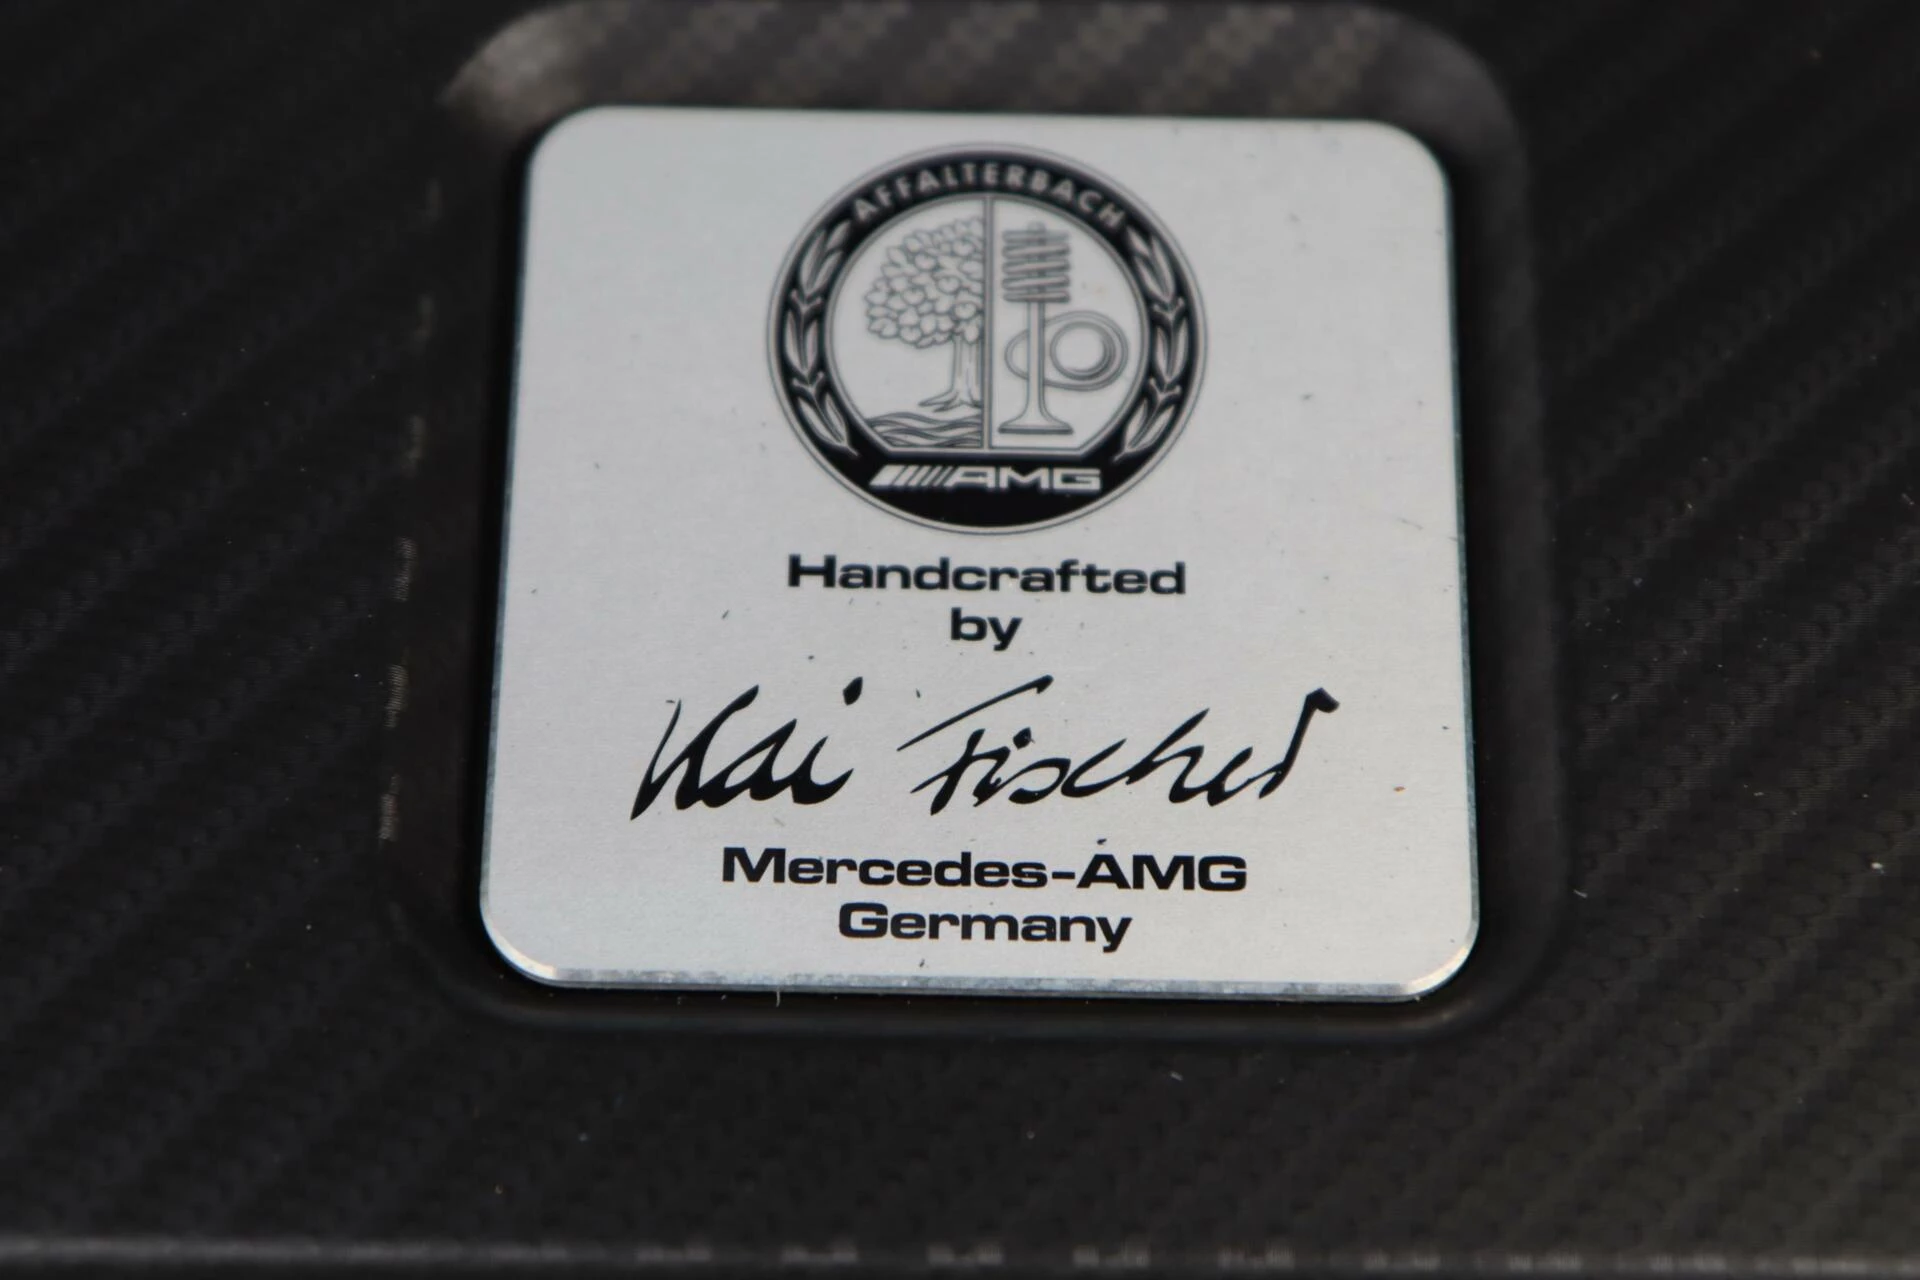 AFFALTERBACH
AMG
Handcrafted
by
Kai Fischer
Mercedes-AMG
Germany